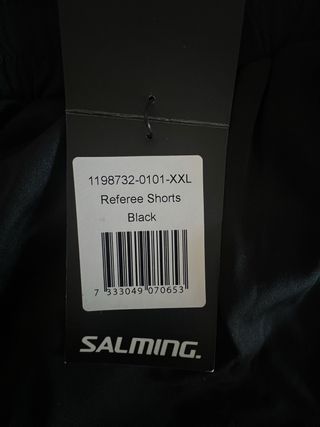 1198732-0101-XXL
Referee Shorts
Black
7 333049 070653
SALMING.